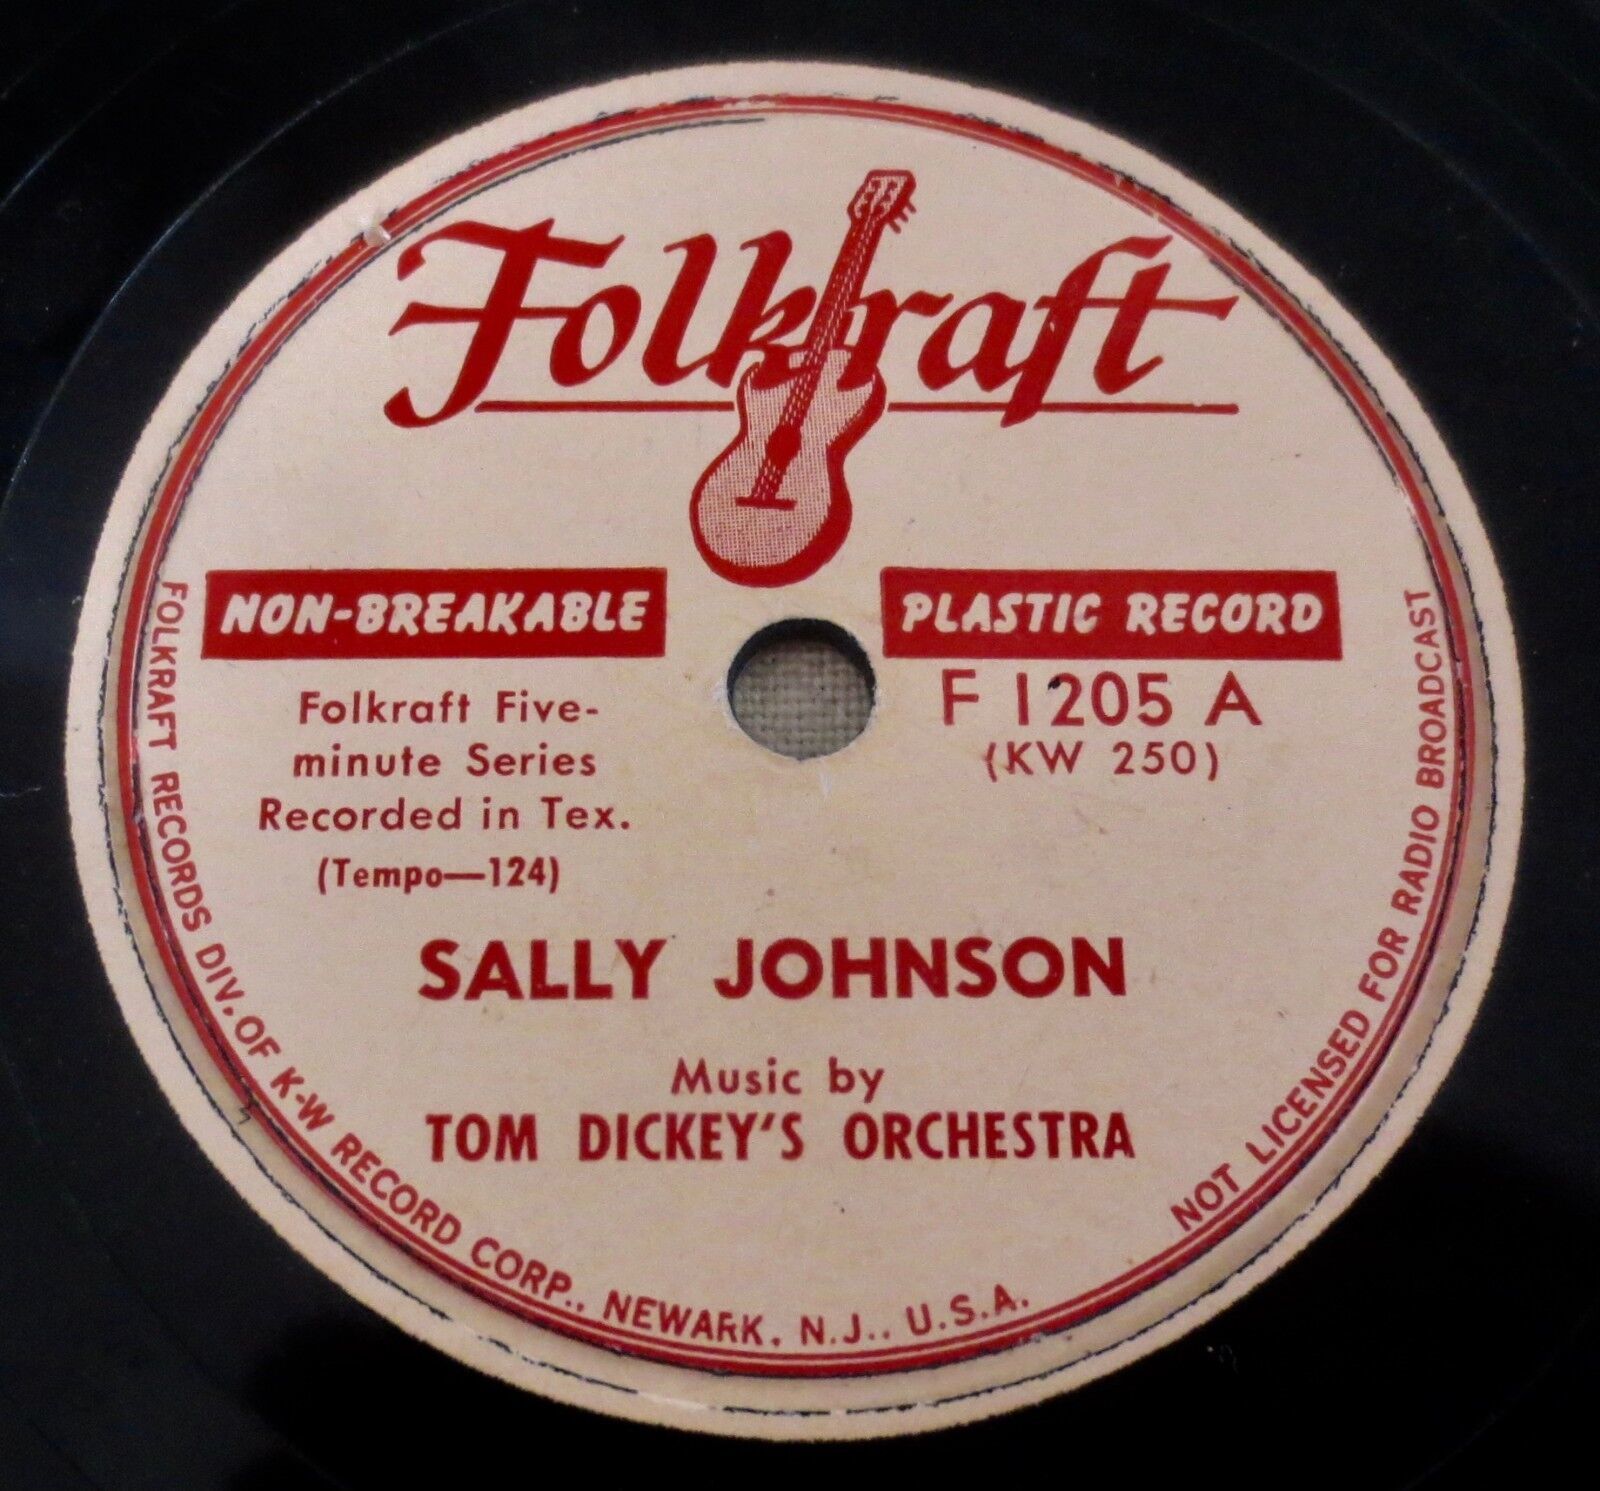 Folkraft
NON-BREAKABLE
PLASTIC RECORD
Folkraft Five-
minute Series
Recorded in Tex.
(Tempo—124)
F 1205 A
(KW 250)
SALLY JOHNSON
Music by
TOM DICKEY'S ORCHESTRA
FOLKRAFT RECORDS DIV. OF K-W RECORD CORP., NEWARK, N.J., U.S.A.
NOT LICENSED FOR RADIO BROADCAST